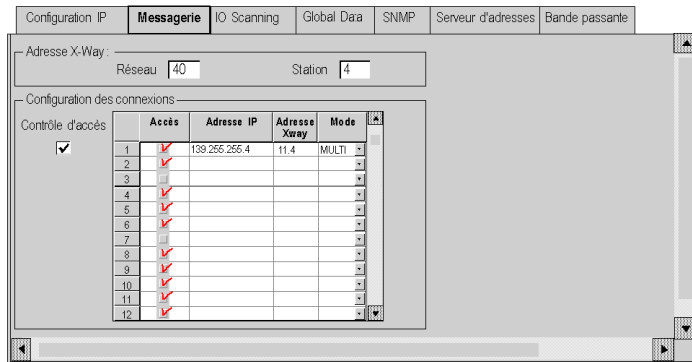 Configuration IP Messagerie IO Scanning Global Data SNMP Serveur d'adresses Bande passante
Adresse X-Way :
Réseau 40 Station 4
Configuration des connexions
Contrôle d'accès
Accès Adresse IP Adresse Xway Mode
1 139.255.255.4 11.4 MULTI
2
3
4
5
6
7
8
9
10
11
12